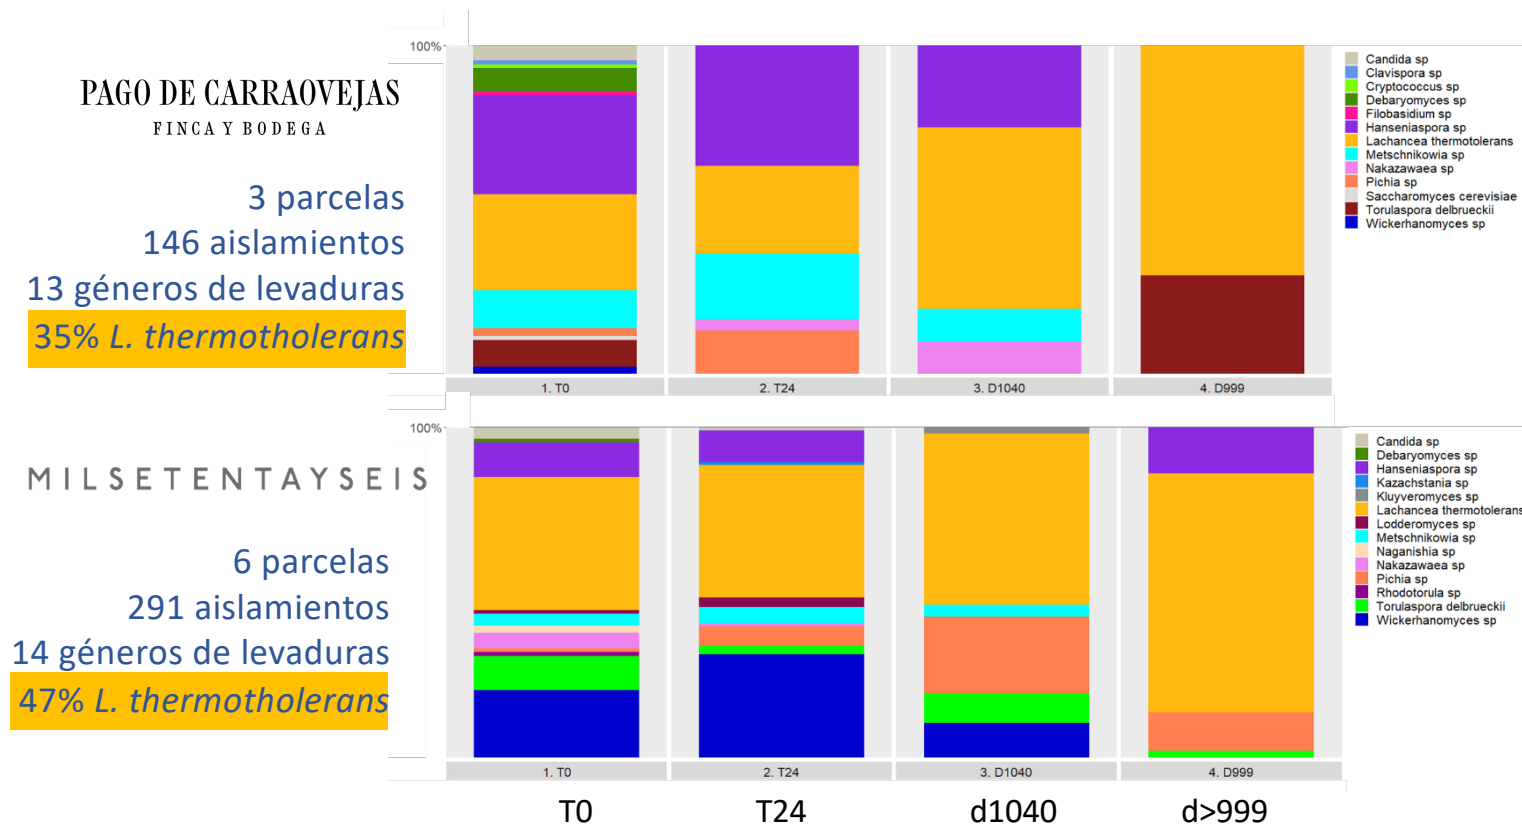 100%
PAGO DE CARRAOVEJAS
FINCA Y BODEGA
3 parcelas
146 aislamientos
13 géneros de levaduras
35% L. thermotholerans
Candida sp
Clavispora sp
Cryptococcus sp
Debaryomyces sp
Filobasidium sp
Hanseniaspora sp
Lachancea thermotolerans
Metschnikowia sp
Nakazawaea sp
Pichia sp
Saccharomyces cerevisiae
Torulaspora delbrueckii
Wickerhanomyces sp
1. T0
2. T24
3. D1040
4. D999
100%
MILSETENTAYSEIS
6 parcelas
291 aislamientos
14 géneros de levaduras
47% L. thermotholerans
Candida sp
Debaryomyces sp
Hanseniaspora sp
Kazachstania sp
Kluyveromyces sp
Lachancea thermotolerans
Lodderomyces sp
Metschnikowia sp
Naganishia sp
Nakazawaea sp
Pichia sp
Rhodotorula sp
Torulaspora delbrueckii
Wickerhanomyces sp
1. T0
2. T24
3. D1040
4. D999
T0
T24
d1040
d>999